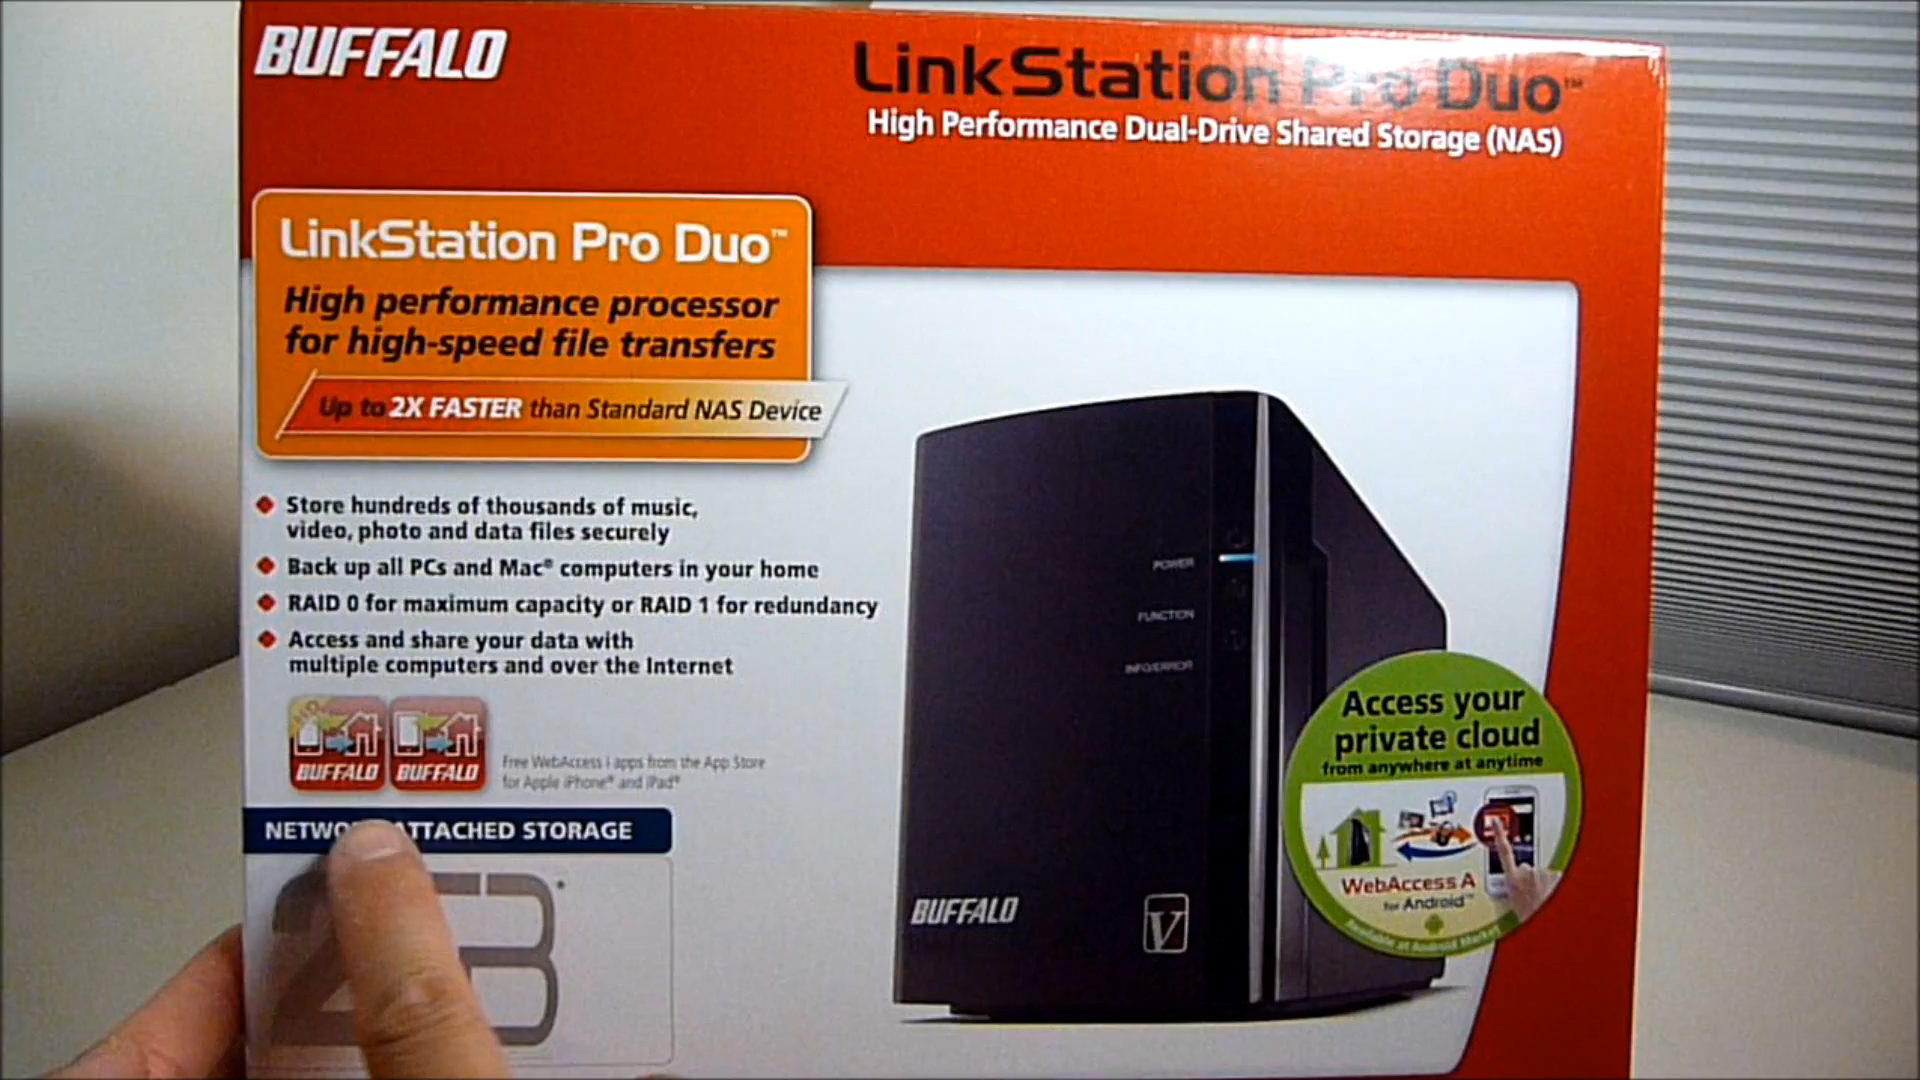 BUFFALO
LinkStation Pro Duo™
High Performance Dual-Drive Shared Storage (NAS)
LinkStation Pro Duo™
High performance processor
for high-speed file transfers
Up to 2X FASTER than Standard NAS Device
Store hundreds of thousands of music,
video, photo and data files securely
Back up all PCs and Mac® computers in your home
RAID 0 for maximum capacity or RAID 1 for redundancy
Access and share your data with
multiple computers and over the Internet
BUFFALO BUFFALO
Free WebAccess i apps from the App Store
for Apple iPhone® and iPad®
ATTACHED STORAGE
POWER
FUNCTION
INFO/ERROR
BUFFALO
V
Access your
private cloud
from anywhere at anytime
WebAccess A
for Android™
Available at Android Market